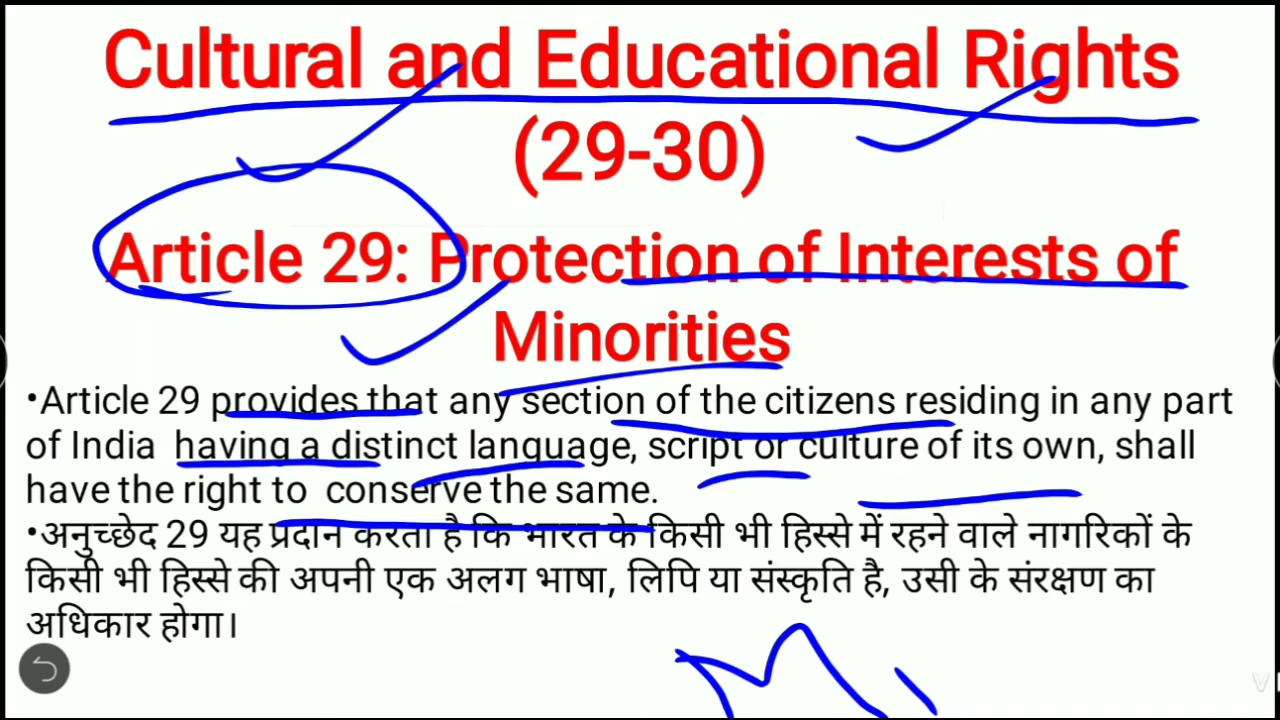 Cultural and Educational Rights
(29-30)
Article 29: Protection of Interests of
Minorities
•Article 29 provides that any section of the citizens residing in any part
of India having a distinct language, script or culture of its own, shall
have the right to conserve the same.
•अनुच्छेद 29 यह प्रदान करता है कि भारत के किसी भी हिस्से में रहने वाले नागरिकों के
किसी भी हिस्से की अपनी एक अलग भाषा, लिपि या संस्कृति है, उसी के संरक्षण का
अधिकार होगा।